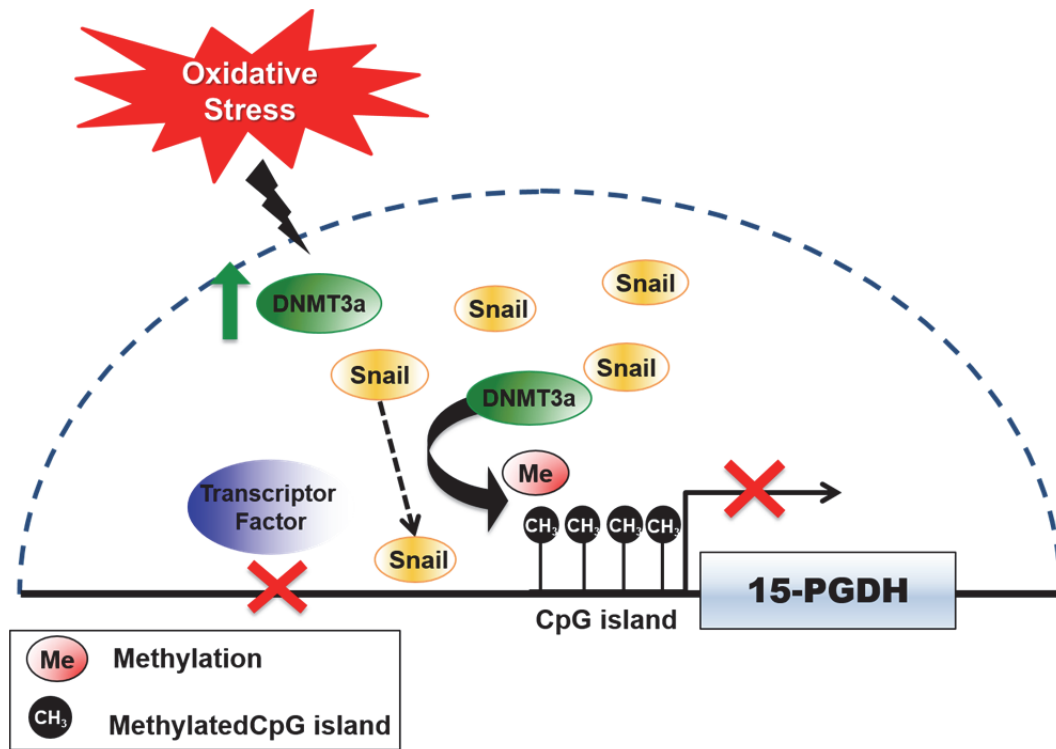 Oxidative
Stress
Snail
DNMT3a
Snail
Snail
Snail
DNMT3a
Me
Transcriptor
Factor
CH₃ CH₃ CH₃ CH₃
Snail
15-PGDH
CpG island
Me Methylation
CH₃ MethylatedCpG island